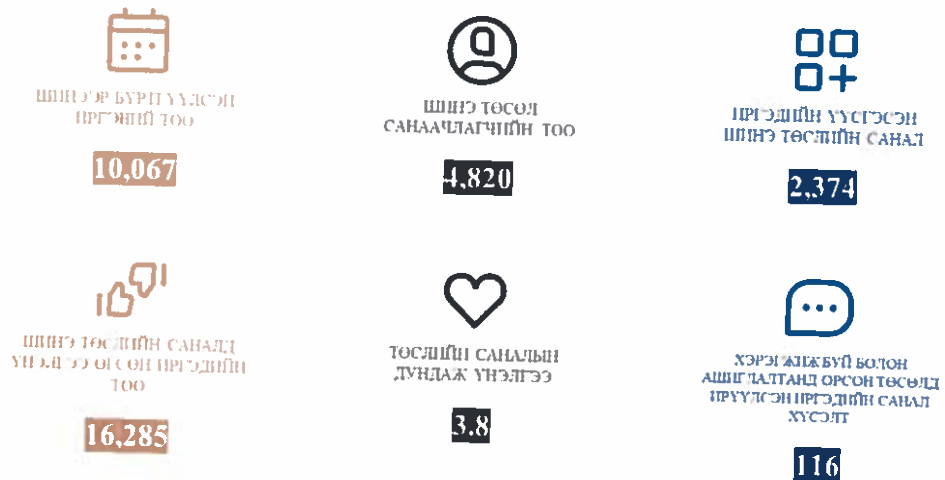 ШИНЭЭР БҮРТГҮҮЛСЭН
ИРГЭНИЙ ТОО
10,067
ШИНЭ ТӨСӨЛ
САНААЧЛАГЧИЙН ТОО
4,820
ИРГЭДИЙН ҮҮСГЭСЭН
ШИНЭ ТӨСЛИЙН САНАЛ
2,374
ШИНЭ ТӨСЛИЙН САНАЛД
ҮНЭЛГЭЭ ӨГСӨН ИРГЭДИЙН
ТОО
16,285
ТӨСЛИЙН САНАЛЫН
ДУНДАЖ ҮНЭЛГЭЭ
3.8
ХЭРЭГЖИЖ БУЙ БОЛОН
АШИГЛАЛТАНД ОРСОН ТӨСӨЛД
ИРҮҮЛСЭН ИРГЭДИЙН САНАЛ
ХҮСЭЛТ
116